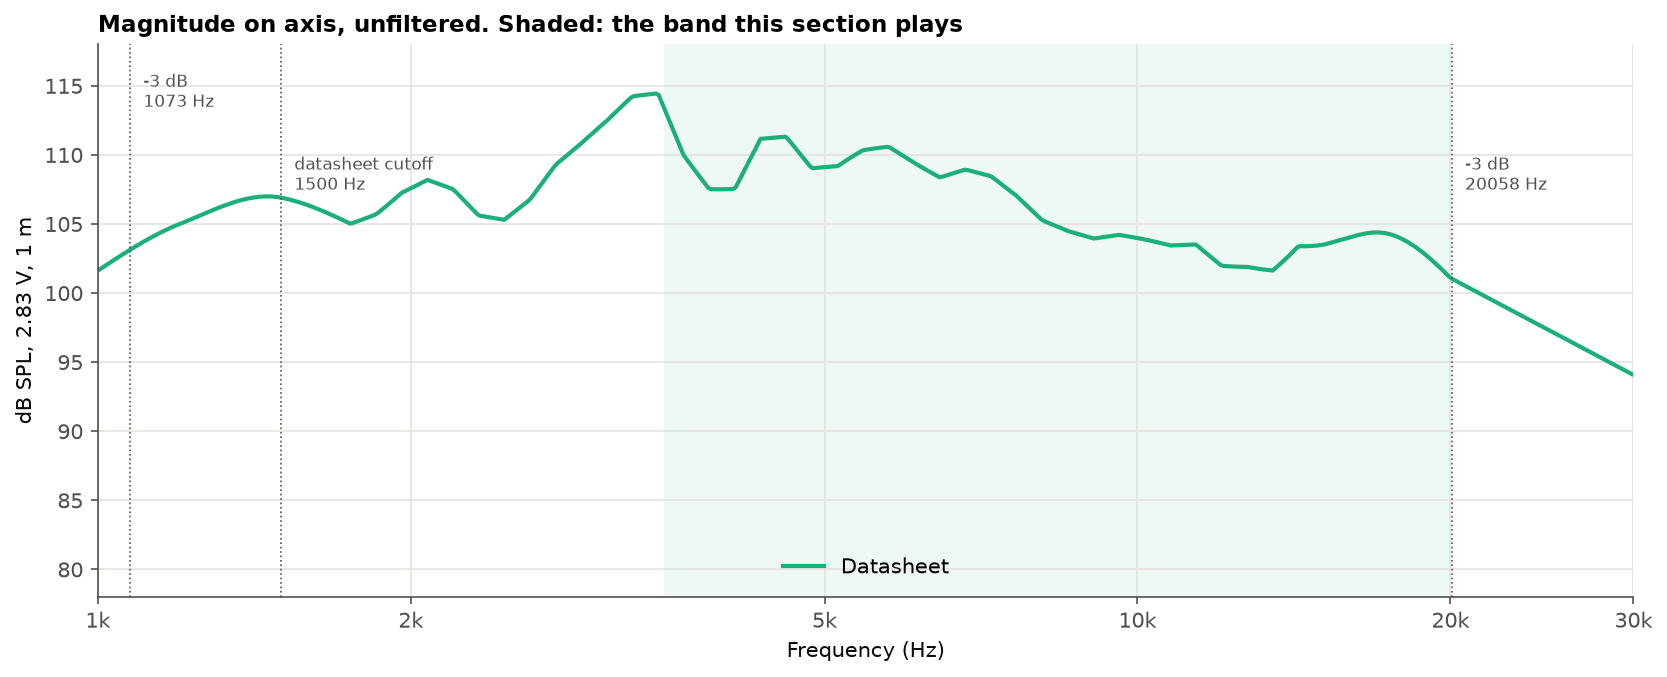 Magnitude on axis, unfiltered. Shaded: the band this section plays
-3 dB
1073 Hz
datasheet cutoff
1500 Hz
-3 dB
20058 Hz
115
110
105
100
95
90
85
80
dB SPL, 2.83 V, 1 m
Datasheet
1k
2k
5k
10k
20k
30k
Frequency (Hz)